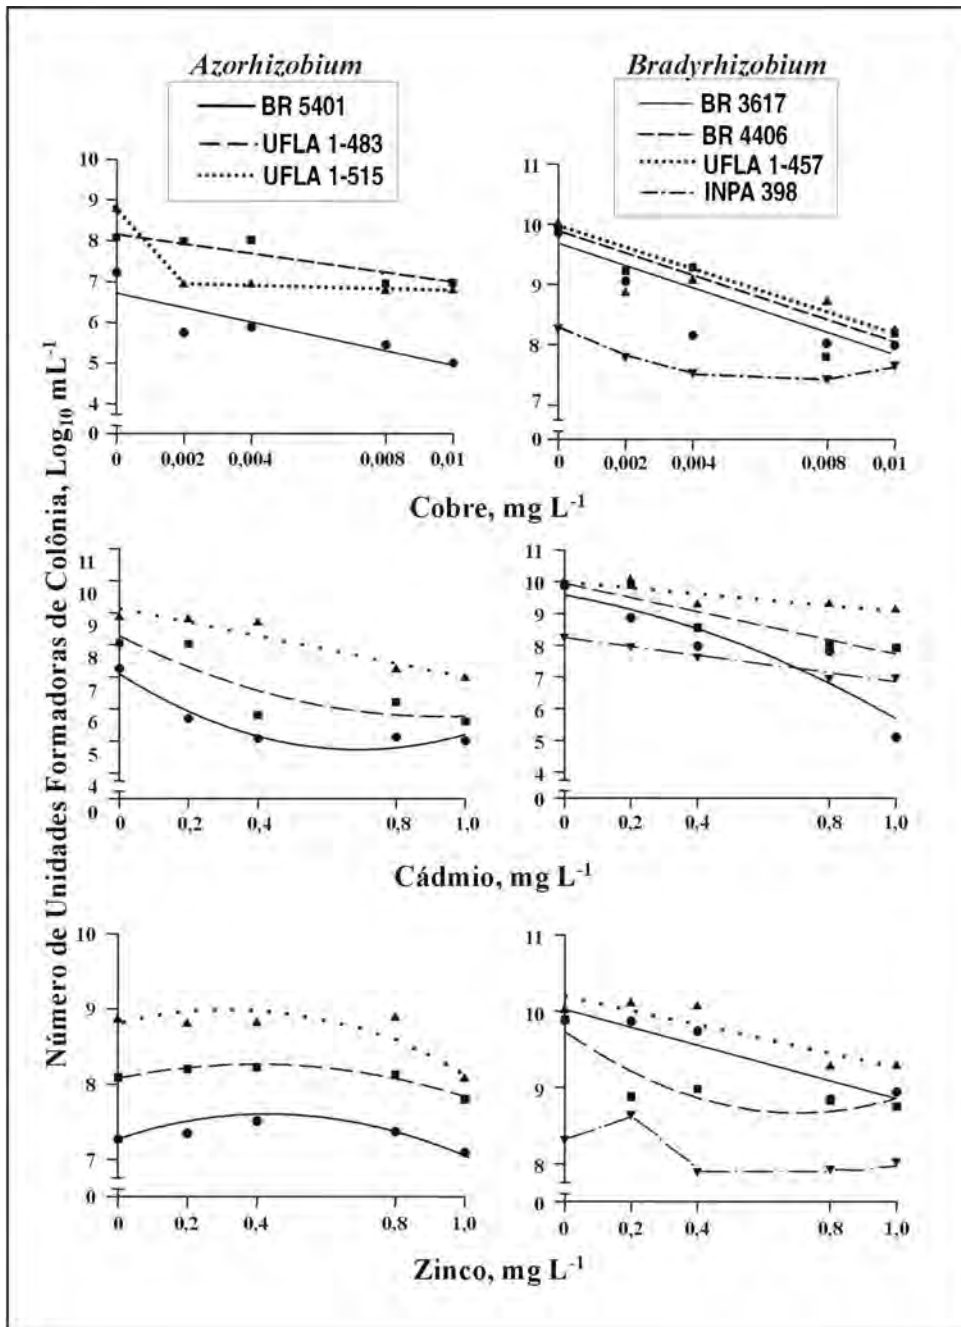 Azorhizobium
BR 5401
UFLA 1-483
UFLA 1-515
Bradyrhizobium
BR 3617
BR 4406
UFLA 1-457
INPA 398
Número de Unidades Formadoras de Colônia, Log10 mL-1
10
9
8
7
6
5
4
0
0 0,002 0,004 0,008 0,01
11
10
9
8
7
0
0 0,002 0,004 0,008 0,01
Cobre, mg L-1
11
10
9
8
7
6
5
4
0
0 0,2 0,4 0,8 1,0
11
10
9
8
7
6
5
4
0
0 0,2 0,4 0,8 1,0
Cádmio, mg L-1
10
9
8
7
0
0 0,2 0,4 0,8 1,0
11
10
9
8
0
0 0,2 0,4 0,8 1,0
Zinco, mg L-1